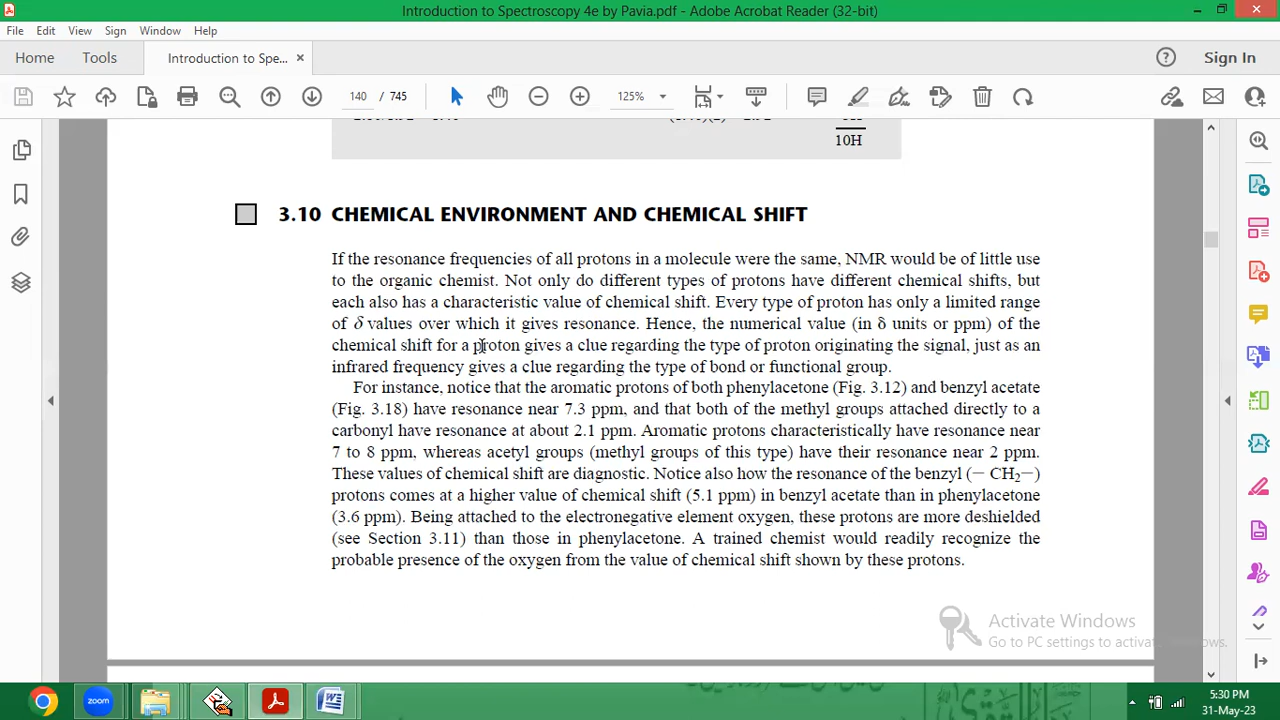 Introduction to Spectroscopy 4e by Pavia.pdf - Adobe Acrobat Reader (32-bit)
File Edit View Sign Window Help
Home Tools Introduction to Spe... × Sign In
140 / 745 125%
10H
3.10 CHEMICAL ENVIRONMENT AND CHEMICAL SHIFT
If the resonance frequencies of all protons in a molecule were the same, NMR would be of little use
to the organic chemist. Not only do different types of protons have different chemical shifts, but
each also has a characteristic value of chemical shift. Every type of proton has only a limited range
of δ values over which it gives resonance. Hence, the numerical value (in δ units or ppm) of the
chemical shift for a proton gives a clue regarding the type of proton originating the signal, just as an
infrared frequency gives a clue regarding the type of bond or functional group.
For instance, notice that the aromatic protons of both phenylacetone (Fig. 3.12) and benzyl acetate
(Fig. 3.18) have resonance near 7.3 ppm, and that both of the methyl groups attached directly to a
carbonyl have resonance at about 2.1 ppm. Aromatic protons characteristically have resonance near
7 to 8 ppm, whereas acetyl groups (methyl groups of this type) have their resonance near 2 ppm.
These values of chemical shift are diagnostic. Notice also how the resonance of the benzyl (—CH₂—)
protons comes at a higher value of chemical shift (5.1 ppm) in benzyl acetate than in phenylacetone
(3.6 ppm). Being attached to the electronegative element oxygen, these protons are more deshielded
(see Section 3.11) than those in phenylacetone. A trained chemist would readily recognize the
probable presence of the oxygen from the value of chemical shift shown by these protons.
Activate Windows
Go to PC settings to activate Windows.
zoom
5:30 PM
31-May-23